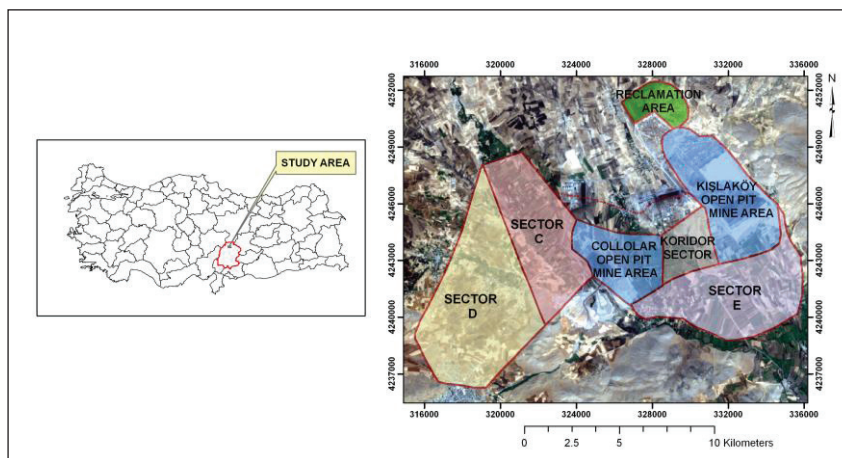 STUDY AREA
316000 320000 324000 328000 332000 336000
N
4252000
4249000
4246000
4243000
4240000
4237000
4252000
4249000
4246000
4243000
4240000
4237000
RECLAMATION
AREA
KIŞLAKÖY
OPEN PIT
MINE AREA
SECTOR
C
COLLOLAR
OPEN PIT
MINE AREA
KORIDOR
SECTOR
SECTOR
D
SECTOR
E
316000 320000 324000 328000 332000 336000
0 2.5 5 10 Kilometers